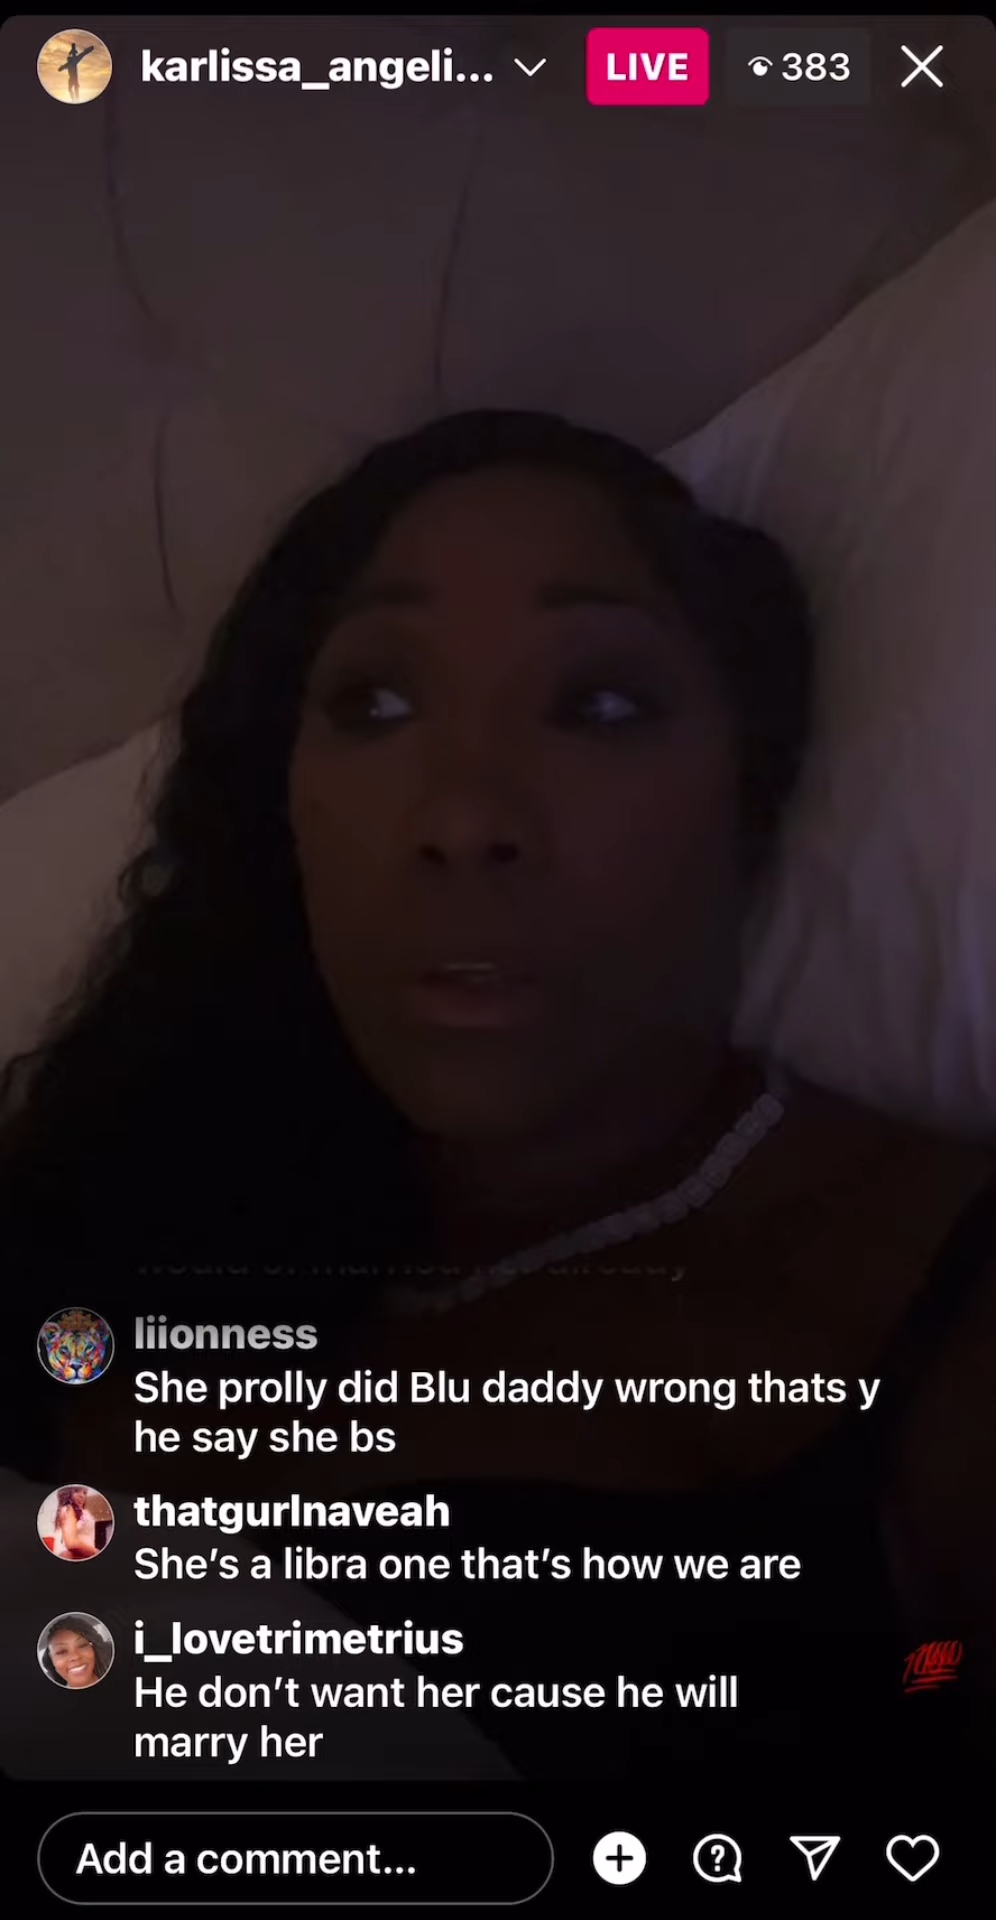 karlissa_angeli...
LIVE
383
liionness
She prolly did Blu daddy wrong thats y
he say she bs
thatgurlnaveah
She's a libra one that's how we are
i_lovetrimetrius
He don't want her cause he will
marry her
Add a comment...